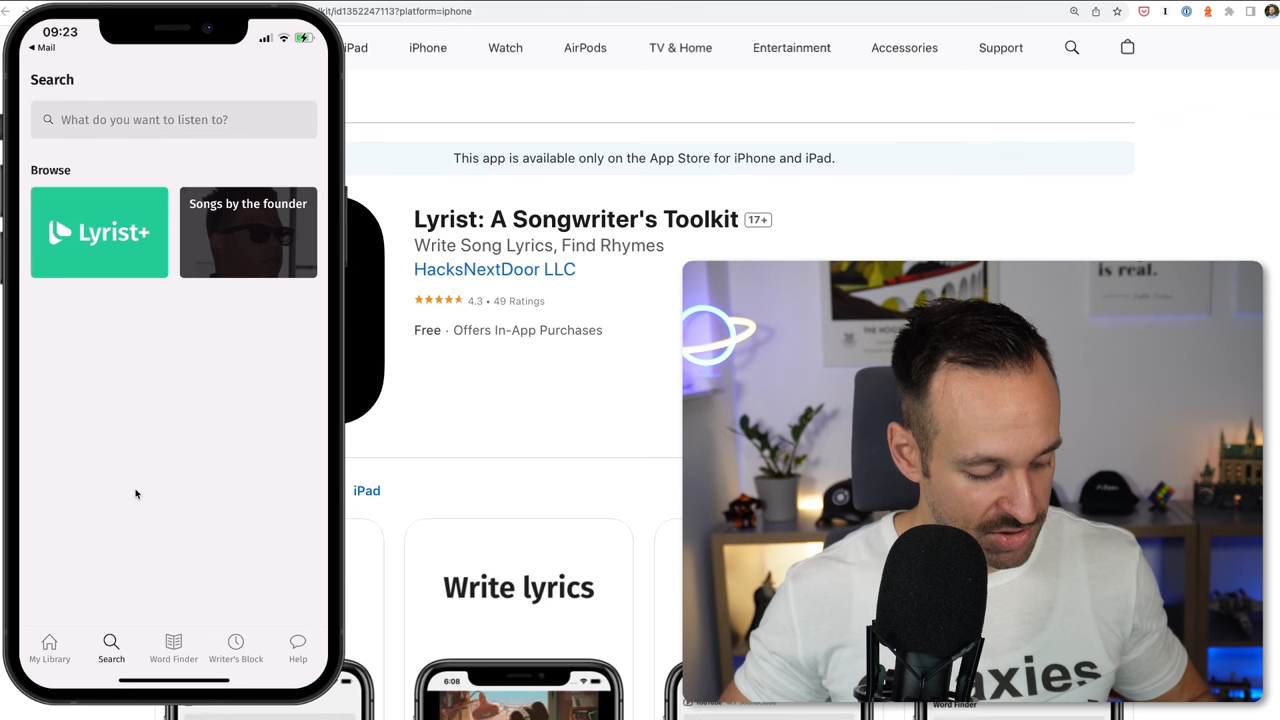 kit/id1352247113?platform=iphone
iPad
iPhone
Watch
AirPods
TV & Home
Entertainment
Accessories
Support
09:23
Mail
Search
What do you want to listen to?
Browse
Lyrist+
Songs by the founder
My Library
Search
Word Finder
Writer's Block
Help
This app is available only on the App Store for iPhone and iPad.
Lyrist: A Songwriter's Toolkit 17+
Write Song Lyrics, Find Rhymes
HacksNextDoor LLC
4.3 • 49 Ratings
Free · Offers In-App Purchases
iPad
Write lyrics
6:08
is real.
axies
Word Finder